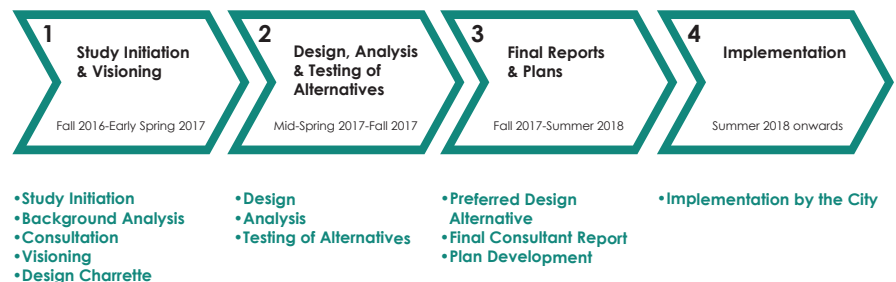 1
Study Initiation
& Visioning
Fall 2016-Early Spring 2017
2
Design, Analysis
& Testing of
Alternatives
Mid-Spring 2017-Fall 2017
3
Final Reports
& Plans
Fall 2017-Summer 2018
4
Implementation
Summer 2018 onwards
•Study Initiation
•Background Analysis
•Consultation
•Visioning
•Design Charrette
•Design
•Analysis
•Testing of Alternatives
•Preferred Design
Alternative
•Final Consultant Report
•Plan Development
•Implementation by the City